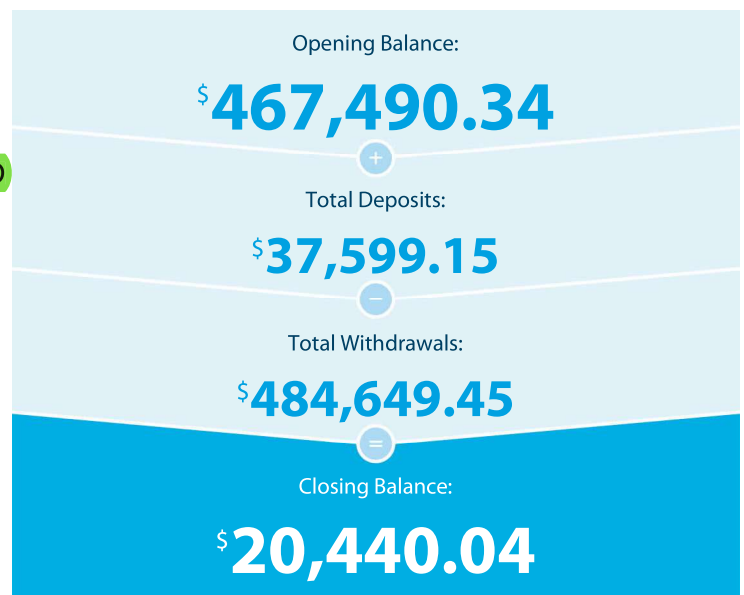 Opening Balance:
$467,490.34
+
Total Deposits:
$37,599.15
−
Total Withdrawals:
$484,649.45
=
Closing Balance:
$20,440.04